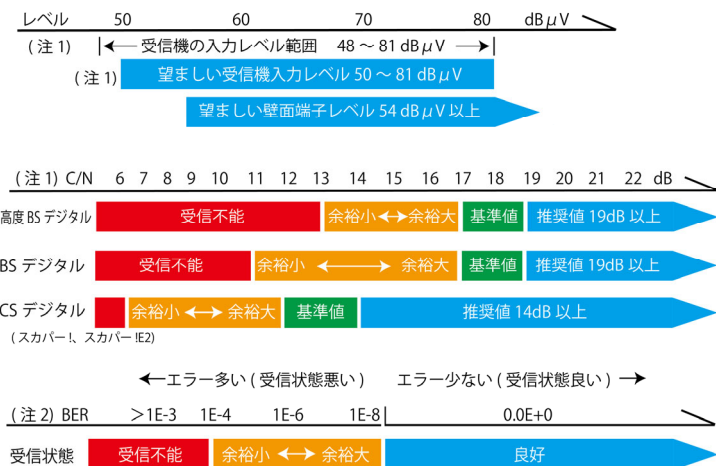 レベル 50 60 70 80 dBμV
(注1) 受信機の入力レベル範囲 48～81 dBμV
(注1) 望ましい受信機入力レベル 50～81 dBμV
望ましい壁面端子レベル 54 dBμV 以上
(注1) C/N 6 7 8 9 10 11 12 13 14 15 16 17 18 19 20 21 22 dB
高度BSデジタル 受信不能 余裕小 余裕大 基準値 推奨値 19dB 以上
BSデジタル 受信不能 余裕小 余裕大 基準値 推奨値 19dB 以上
CSデジタル 余裕小 余裕大 基準値 推奨値 14dB 以上
(スカパー!、スカパー!E2)
エラー多い(受信状態悪い) エラー少ない(受信状態良い)
(注2) BER ＞1E-3 1E-4 1E-6 1E-8 0.0E+0
受信状態 受信不能 余裕小 余裕大 良好